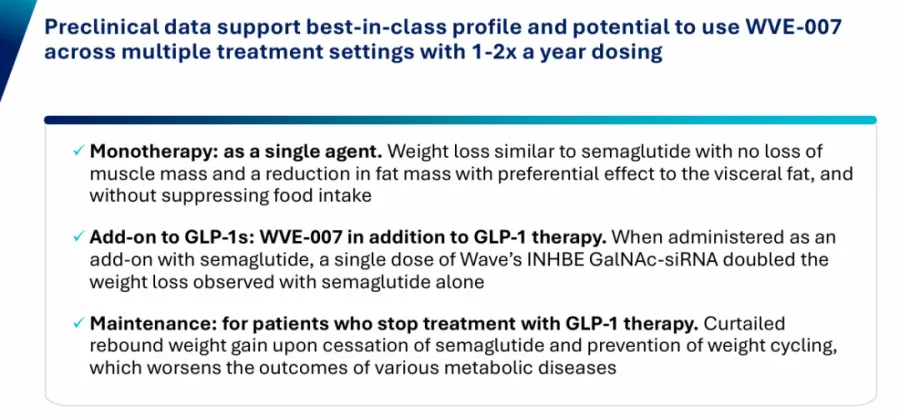 Preclinical data support best-in-class profile and potential to use WVE-007
across multiple treatment settings with 1-2x a year dosing
✓ Monotherapy: as a single agent. Weight loss similar to semaglutide with no loss of
muscle mass and a reduction in fat mass with preferential effect to the visceral fat, and
without suppressing food intake
✓ Add-on to GLP-1s: WVE-007 in addition to GLP-1 therapy. When administered as an
add-on with semaglutide, a single dose of Wave's INHBE GalNAc-siRNA doubled the
weight loss observed with semaglutide alone
✓ Maintenance: for patients who stop treatment with GLP-1 therapy. Curtailed
rebound weight gain upon cessation of semaglutide and prevention of weight cycling,
which worsens the outcomes of various metabolic diseases